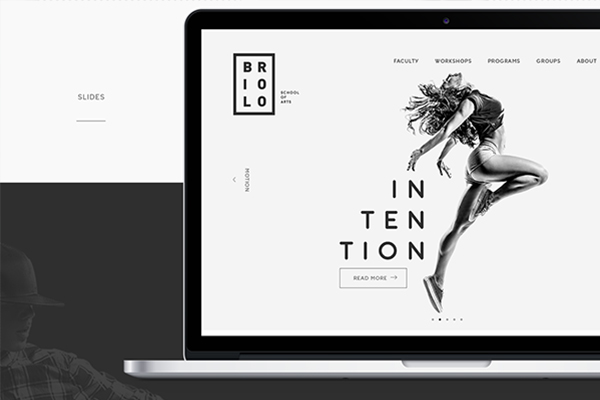 SLIDES
BR
IO
LO
SCHOOL
OF
ARTS
FACULTY WORKSHOPS PROGRAMS GROUPS ABOUT
MOTION
IN
TEN
TION
READ MORE